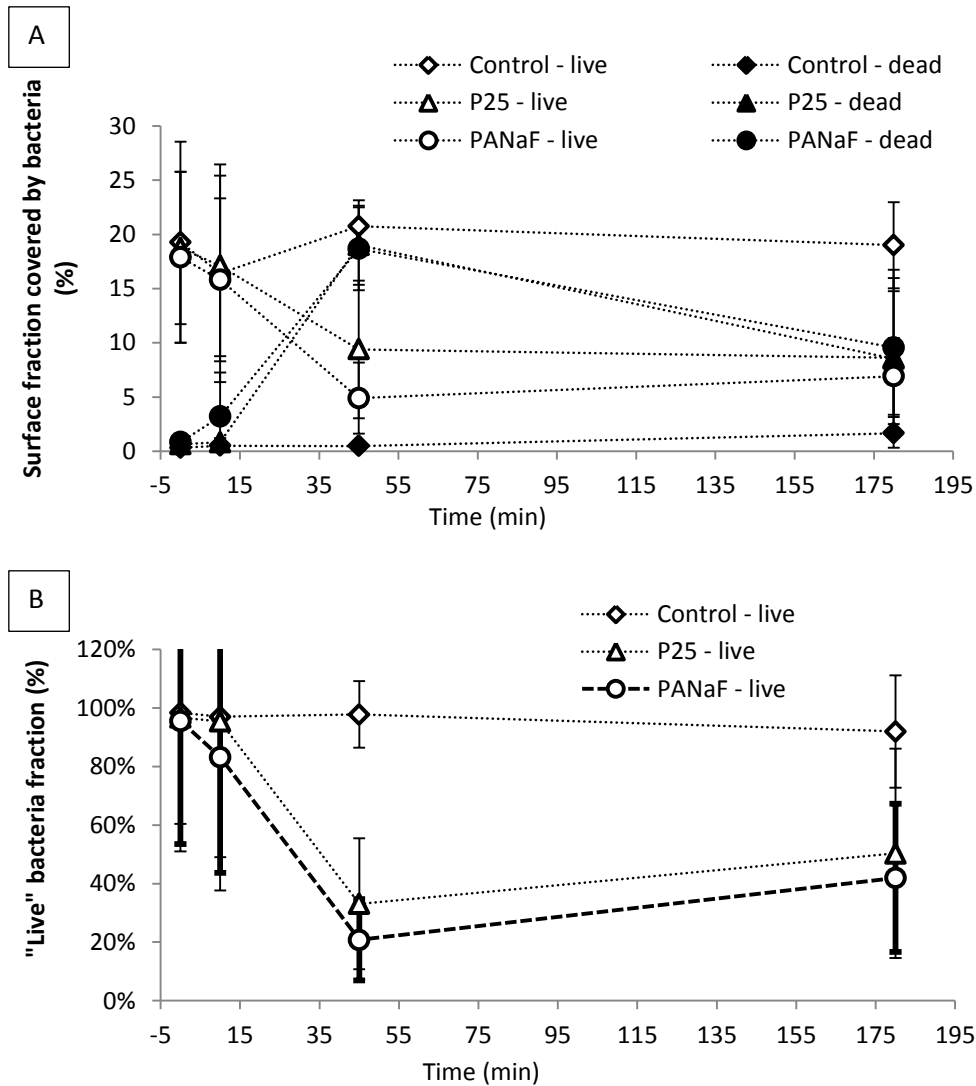 A
Control - live
Control - dead
P25 - live
P25 - dead
PANaF - live
PANaF - dead
Surface fraction covered by bacteria
(%)
30
25
20
15
10
5
0
-5 15 35 55 75 95 115 135 155 175 195
Time (min)
B
Control - live
P25 - live
PANaF - live
"Live" bacteria fraction (%)
120%
100%
80%
60%
40%
20%
0%
-5 15 35 55 75 95 115 135 155 175 195
Time (min)